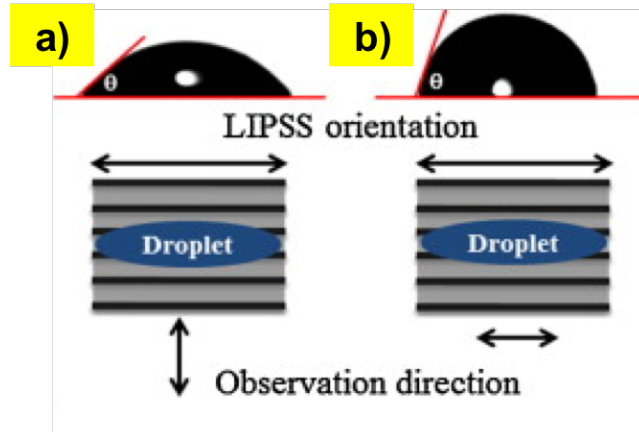 a)
b)
θ
θ
LIPSS orientation
Droplet
Droplet
Observation direction